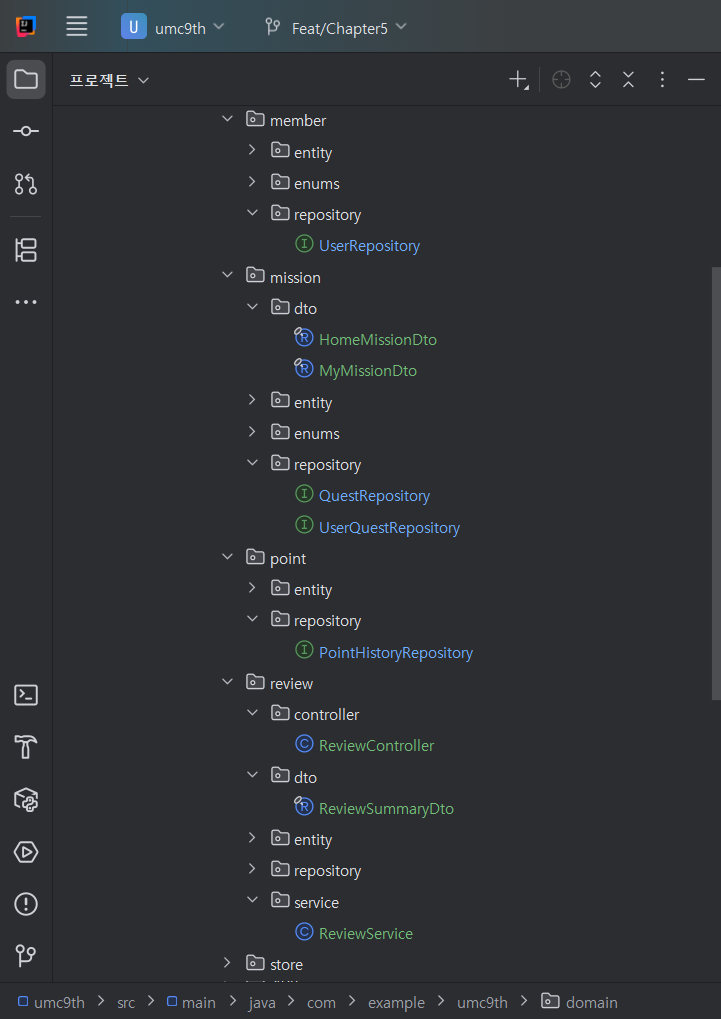 U umc9th Feat/Chapter5
프로젝트
member
entity
enums
repository
I UserRepository
mission
dto
R HomeMissionDto
R MyMissionDto
entity
enums
repository
I QuestRepository
I UserQuestRepository
point
entity
repository
I PointHistoryRepository
review
controller
C ReviewController
dto
R ReviewSummaryDto
entity
repository
service
C ReviewService
store
umc9th > src > main > java > com > example > umc9th > domain